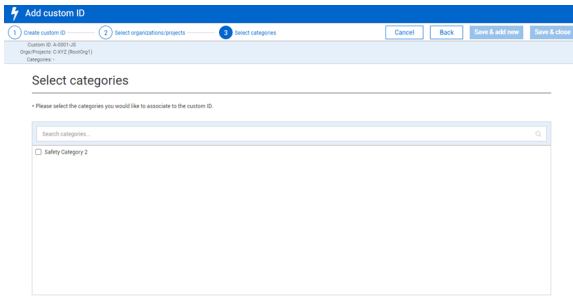 Add custom ID
1 Create custom ID 2 Select organizations/projects 3 Select categories Cancel Back Save & add new Save & close
Custom ID: A-0001-JS
Orgs/Projects: C-XYZ (RootOrg1)
Categories: -
Select categories
• Please select the categories you would like to associate to the custom ID.
Search categories...
Safety Category 2